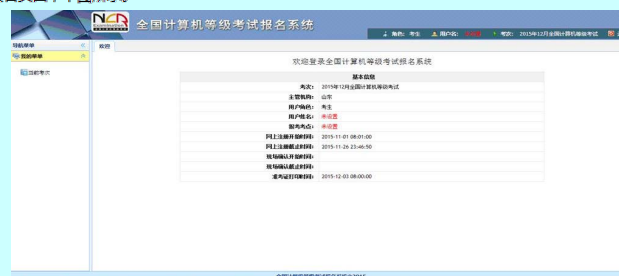 NCR 全国计算机等级考试报名系统
角色: 考生 用户名: 考次: 2015年12月全国计算机等级考试
导航菜单 欢迎
我的菜单
当前考次
欢迎登录全国计算机等级考试报名系统
基本信息
考次: 2015年12月全国计算机等级考试
主管机构: 山东
用户角色: 考生
用户姓名: 未设置
报考考点: 未设置
网上注册开始时间: 2015-11-01 08:01:00
网上注册截止时间: 2015-11-26 23:46:50
现场确认开始时间:
现场确认截止时间:
准考证打印时间: 2015-12-03 08:00:00